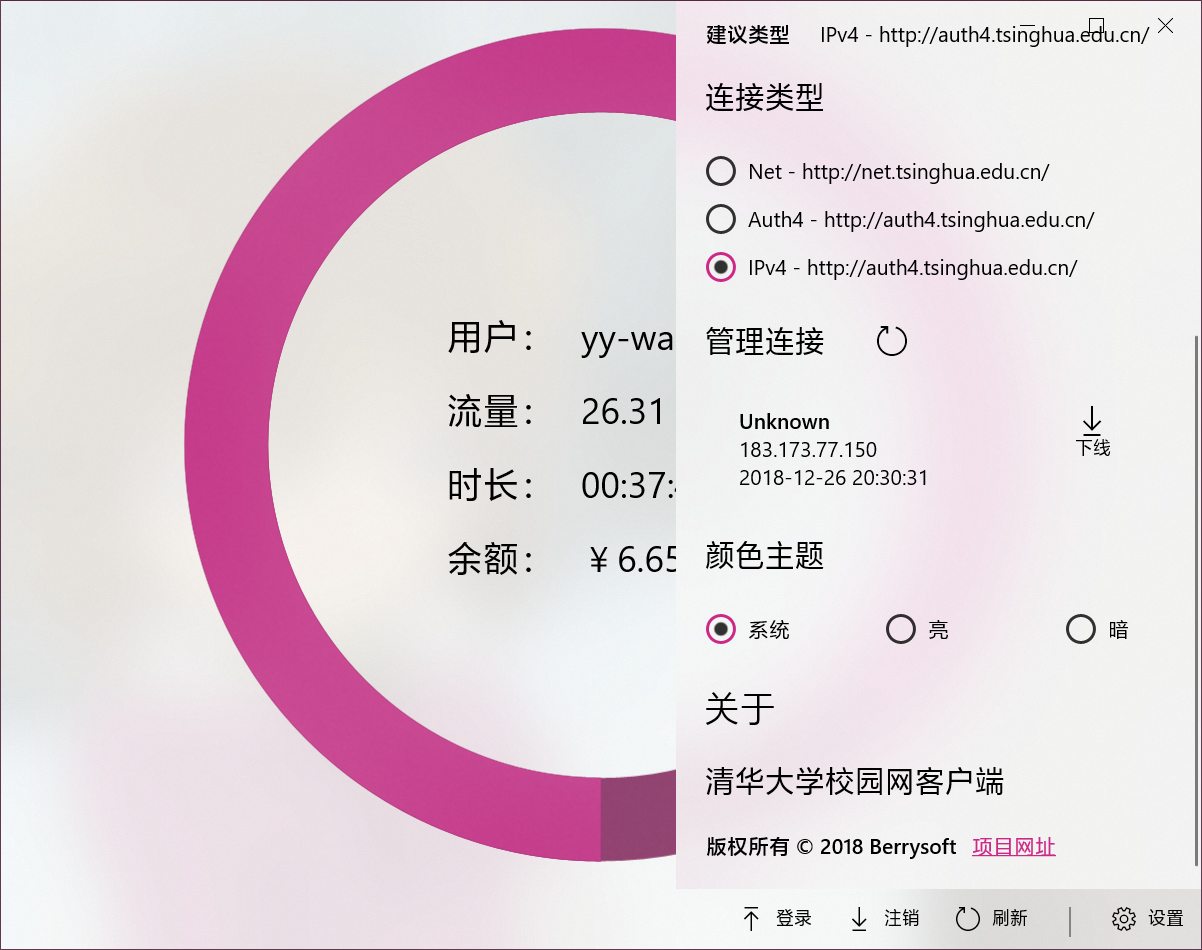 建议类型 IPv4 - http://auth4.tsinghua.edu.cn/
连接类型
Net - http://net.tsinghua.edu.cn/
Auth4 - http://auth4.tsinghua.edu.cn/
IPv4 - http://auth4.tsinghua.edu.cn/
用户： yy-wa
管理连接
流量： 26.31
Unknown
183.173.77.150
2018-12-26 20:30:31
下线
时长： 00:37:
余额： ￥6.65
颜色主题
系统 亮 暗
关于
清华大学校园网客户端
版权所有 © 2018 Berrysoft 项目网址
登录 注销 刷新 设置